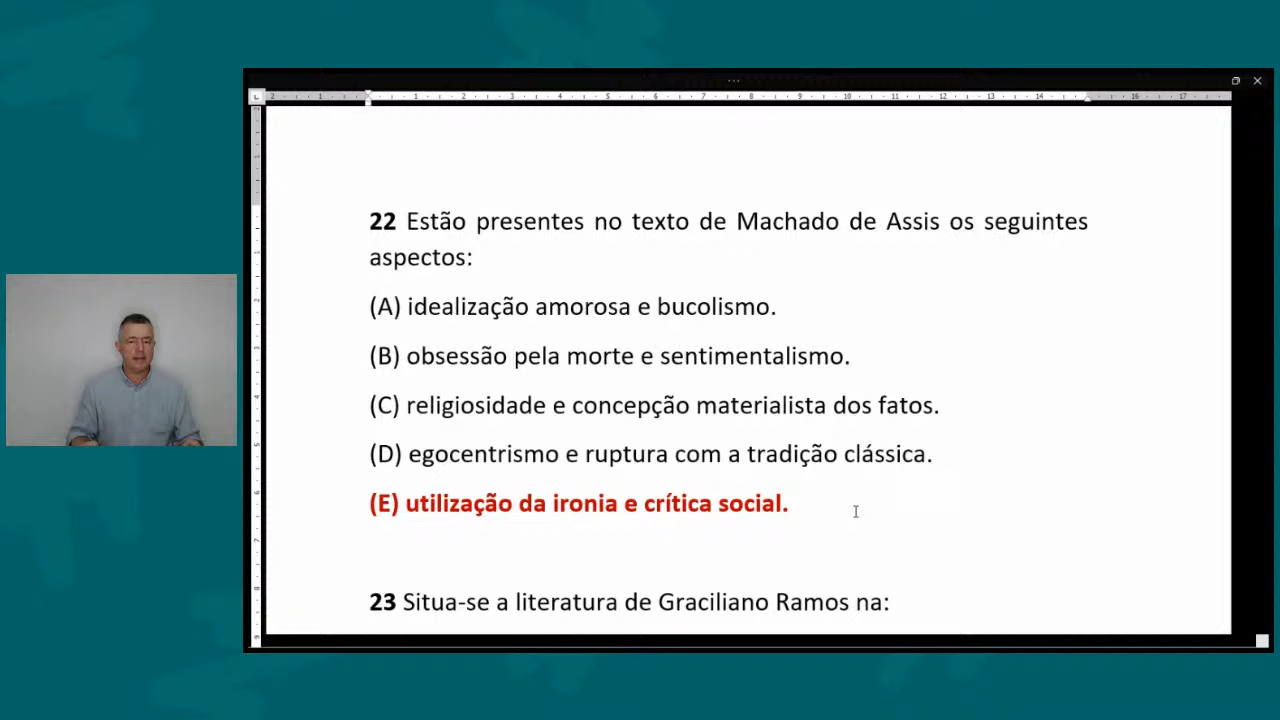 22 Estão presentes no texto de Machado de Assis os seguintes
aspectos:
(A) idealização amorosa e bucolismo.
(B) obsessão pela morte e sentimentalismo.
(C) religiosidade e concepção materialista dos fatos.
(D) egocentrismo e ruptura com a tradição clássica.
(E) utilização da ironia e crítica social.
23 Situa-se a literatura de Graciliano Ramos na: